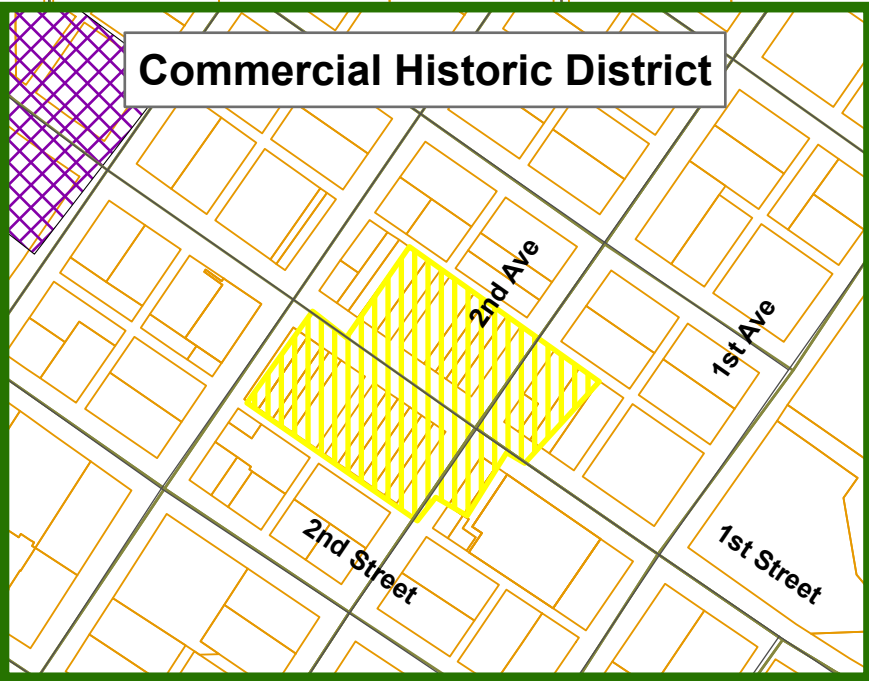 Commercial Historic District
2nd Ave
1st Ave
2nd Street
1st Street